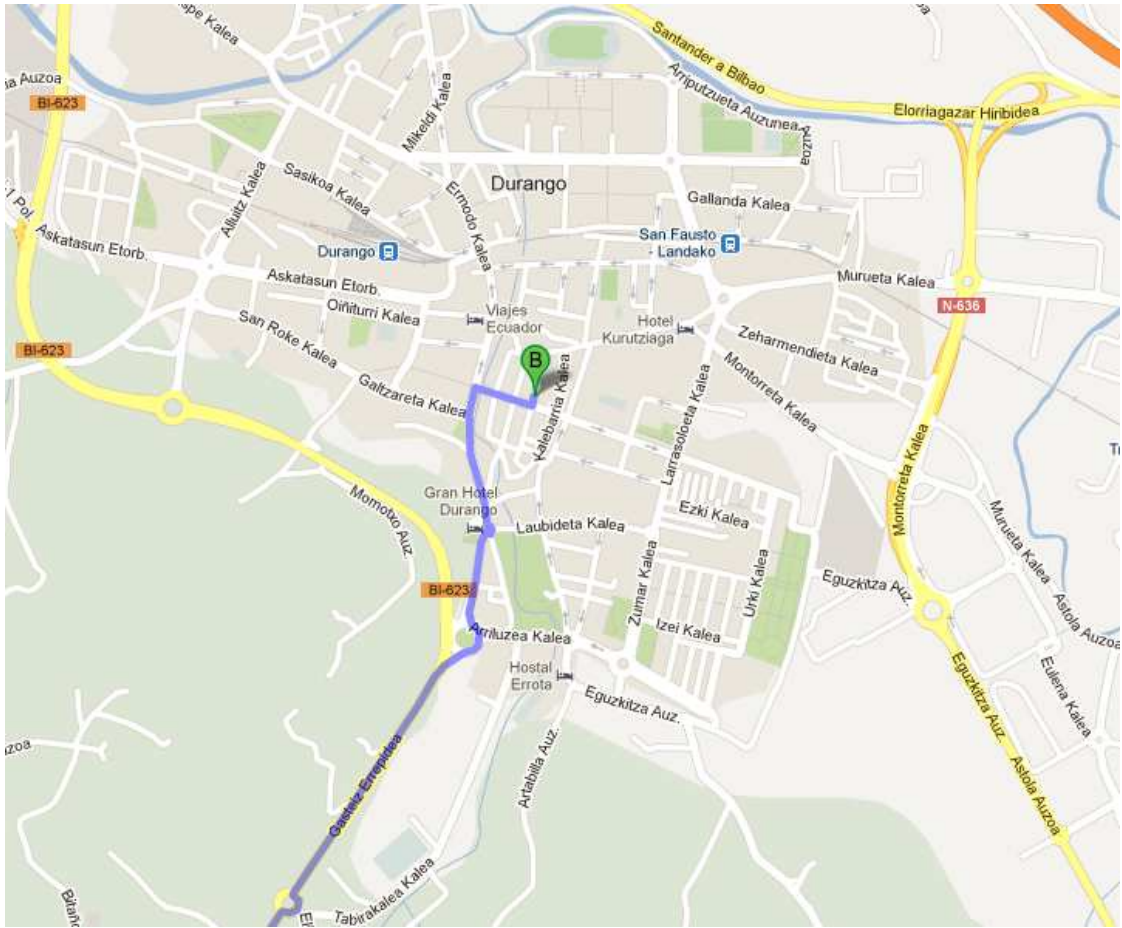 Santander a Bilbao
Arriputzueta Auzunea
Auzoa
Elorriagazar Hiribidea
BI-623
Mikeldi Kalea
Sasikoa Kalea
Durango
Alluitz Kalea
Ermodo Kalea
Gallanda Kalea
Askatasun Etorb.
Durango
San Fausto
- Landako
Murueta Kalea
Askatasun Etorb.
N-636
Oiñiturri Kalea
Viajes
Ecuador
Hotel
Kurutziaga
San Roke Kalea
Zeharmendieta Kalea
BI-623
B
Galtzareta Kalea
Kalebarria Kalea
Larrasoloeta Kalea
Montorreta Kalea
Montorreta Kalea
Gran Hotel
Durango
Momotxo Auz.
Laubideta Kalea
Ezki Kalea
Murueta Kalea - Astola Auzoa
BI-623
Zumar Kalea
Urki Kalea
Eguzkitza Auz.
Arriluzea Kalea
Izei Kalea
Hostal
Errota
Eguzkitza Auz.
Eguzkitza Auz.
Eulena Kalea
Artabilla Auz.
Gasteiz Errepidea
Astola Auzoa
Tabirakalea Kalea